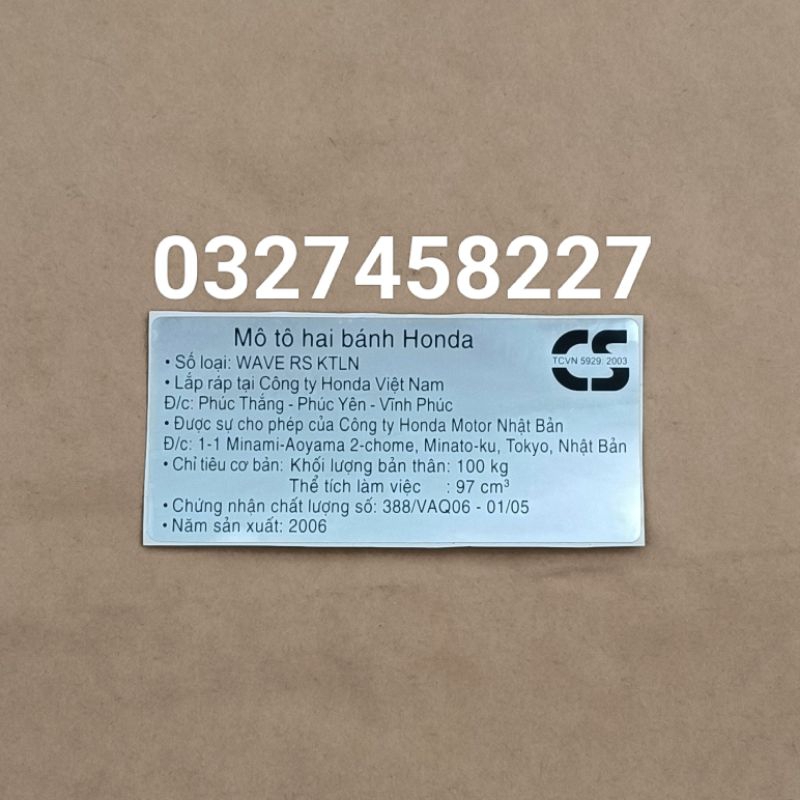 0327458227
Mô tô hai bánh Honda
CS
TCVN 5929: 2003
• Số loại: WAVE RS KTLN
• Lắp ráp tại Công ty Honda Việt Nam
Đ/c: Phúc Thắng - Phúc Yên - Vĩnh Phúc
• Được sự cho phép của Công ty Honda Motor Nhật Bản
Đ/c: 1-1 Minami-Aoyama 2-chome, Minato-ku, Tokyo, Nhật Bản
• Chỉ tiêu cơ bản: Khối lượng bản thân: 100 kg
Thể tích làm việc : 97 cm³
• Chứng nhận chất lượng số: 388/VAQ06 - 01/05
• Năm sản xuất: 2006